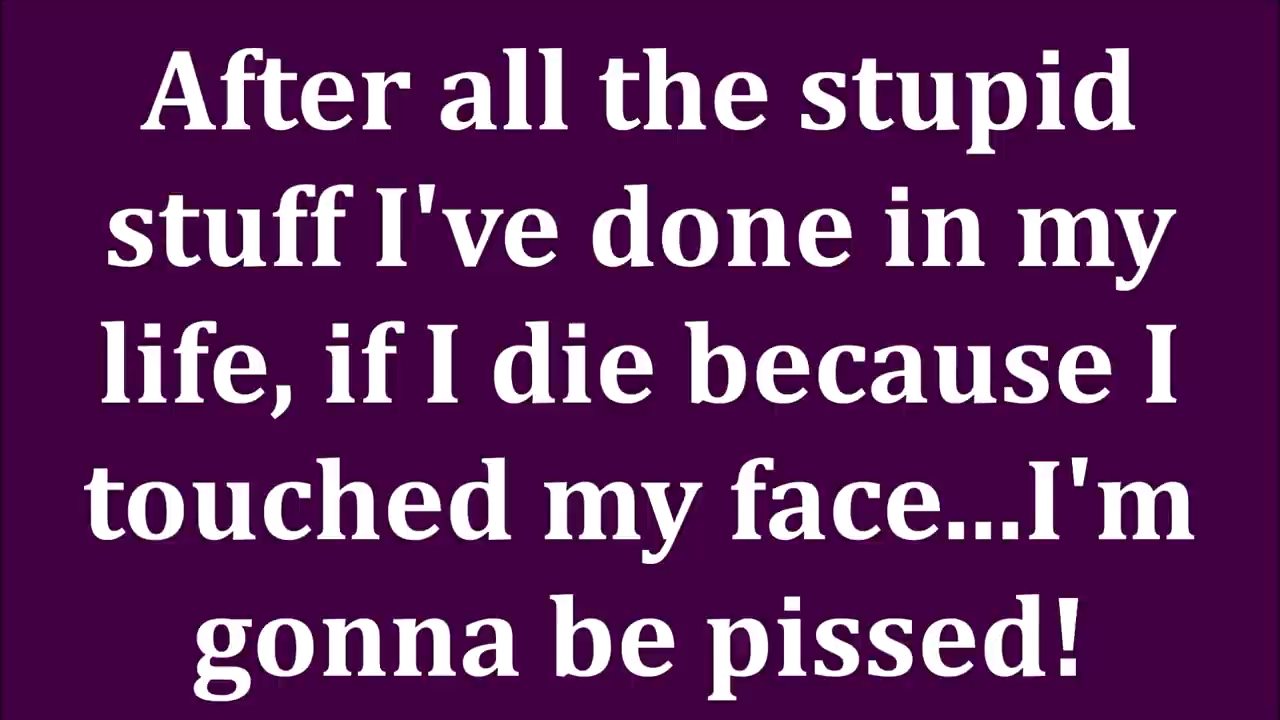 After all the stupid
stuff I've done in my
life, if I die because I
touched my face...I'm
gonna be pissed!